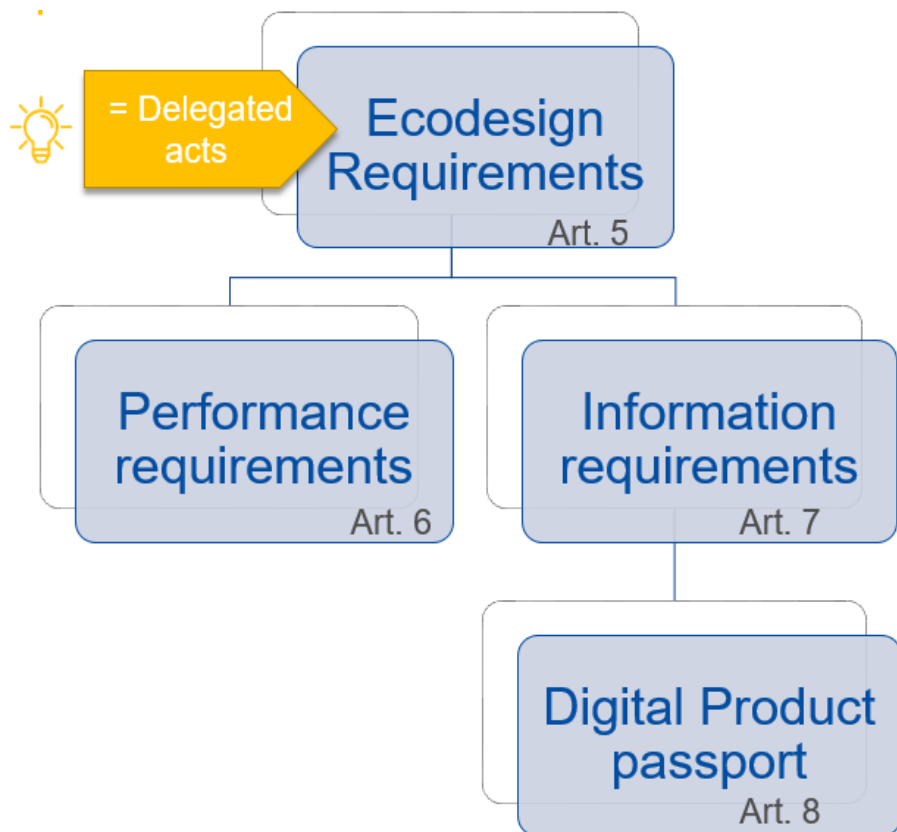 = Delegated
acts
Ecodesign
Requirements
Art. 5
Performance
requirements
Art. 6
Information
requirements
Art. 7
Digital Product
passport
Art. 8